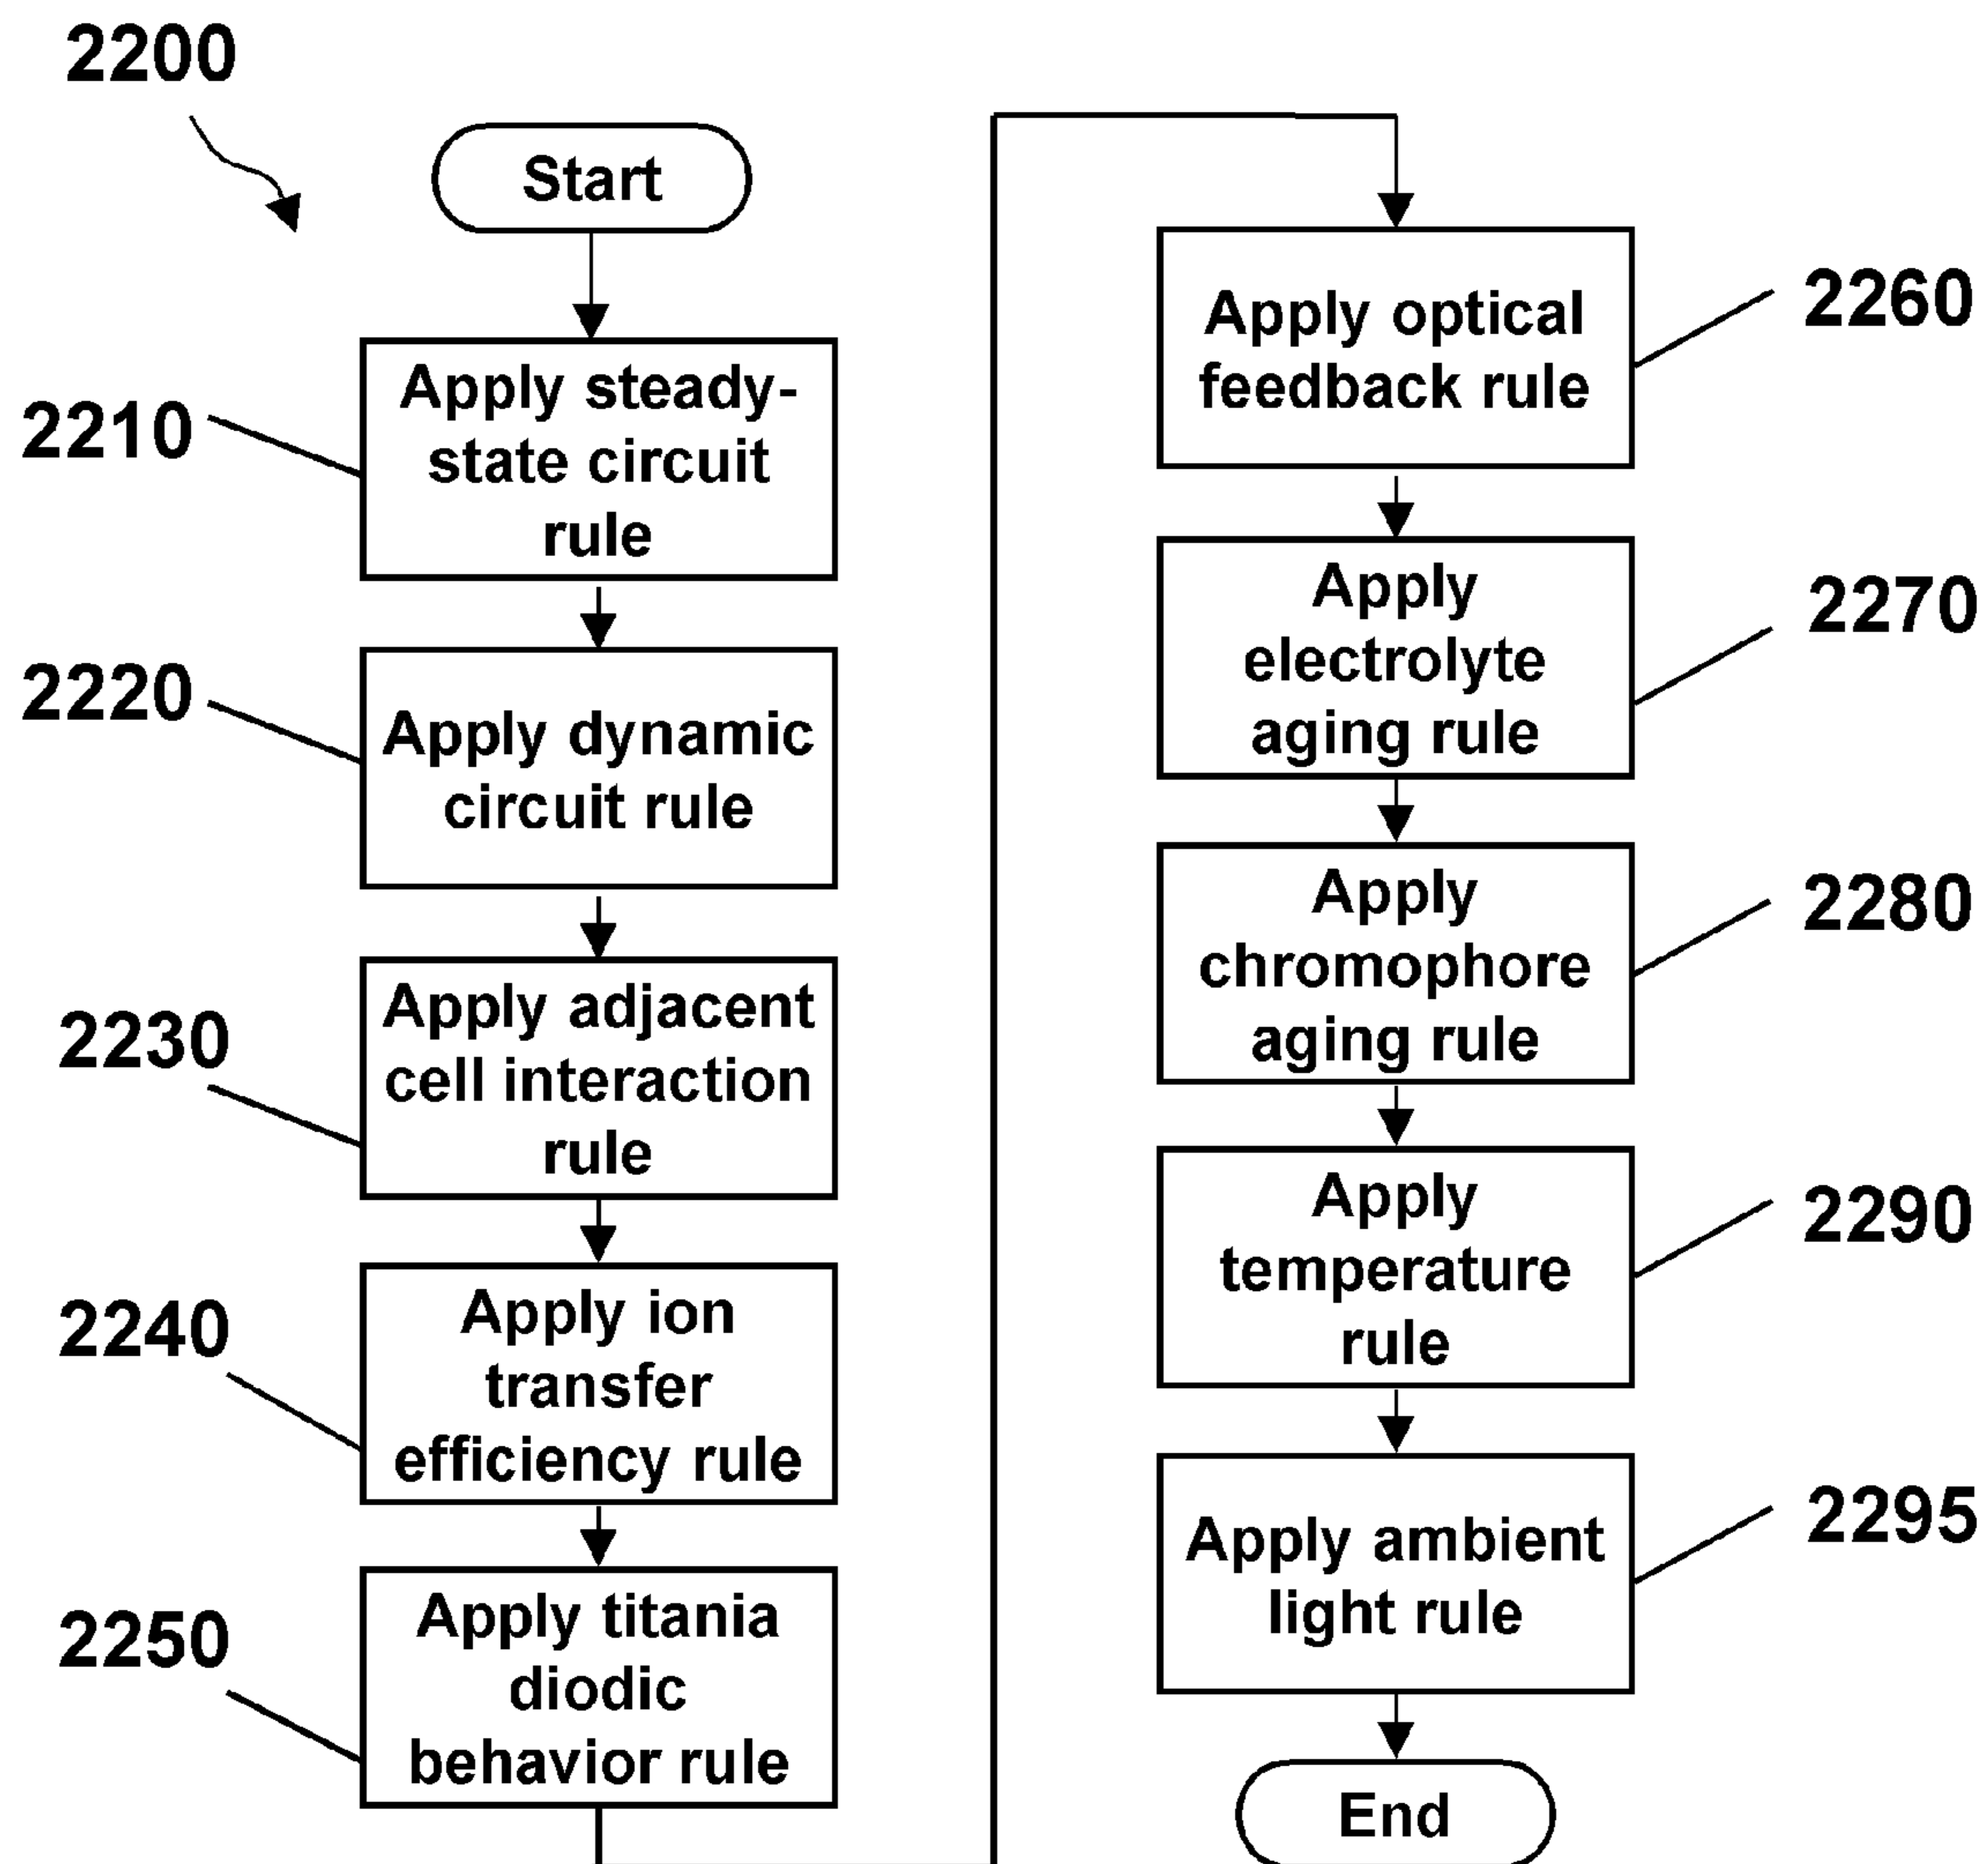 2200
Start
2210
Apply steady-
state circuit
rule
2220
Apply dynamic
circuit rule
2230
Apply adjacent
cell interaction
rule
2240
Apply ion
transfer
efficiency rule
2250
Apply titania
diodic
behavior rule
Apply optical
feedback rule
2260
Apply
electrolyte
aging rule
2270
Apply
chromophore
aging rule
2280
Apply
temperature
rule
2290
Apply ambient
light rule
2295
End